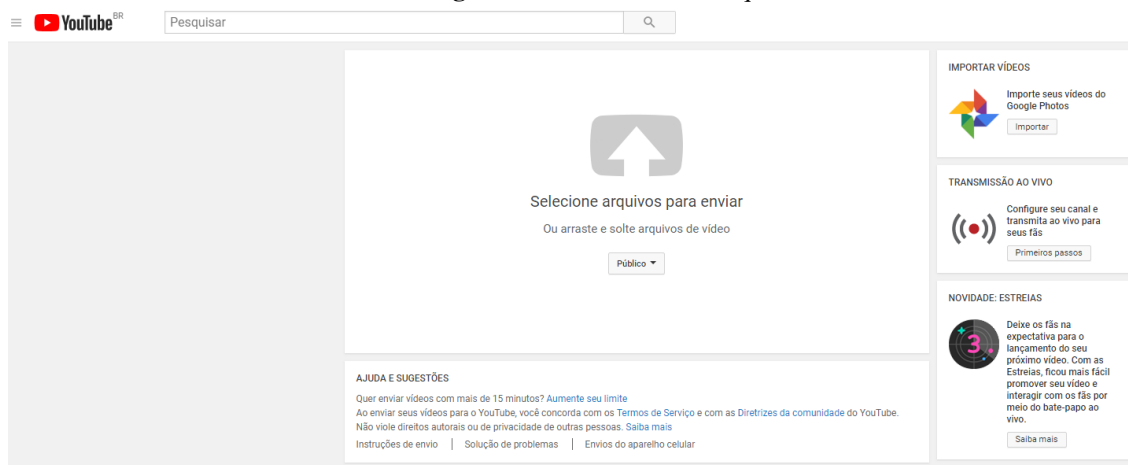 YouTube BR
Pesquisar
Selecione arquivos para enviar
Ou arraste e solte arquivos de vídeo
Público
AJUDA E SUGESTÕES
Quer enviar vídeos com mais de 15 minutos? Aumente seu limite
Ao enviar seus vídeos para o YouTube, você concorda com os Termos de Serviço e com as Diretrizes da comunidade do YouTube.
Não viole direitos autorais ou de privacidade de outras pessoas. Saiba mais
Instruções de envio | Solução de problemas | Envios do aparelho celular
IMPORTAR VÍDEOS
Importe seus vídeos do
Google Photos
Importar
TRANSMISSÃO AO VIVO
Configure seu canal e
transmita ao vivo para
seus fãs
Primeiros passos
NOVIDADE: ESTREIAS
3
Deixe os fãs na
expectativa para o
lançamento do seu
próximo vídeo. Com as
Estreias, ficou mais fácil
promover seu vídeo e
interagir com os fãs por
meio do bate-papo ao
vivo.
Saiba mais